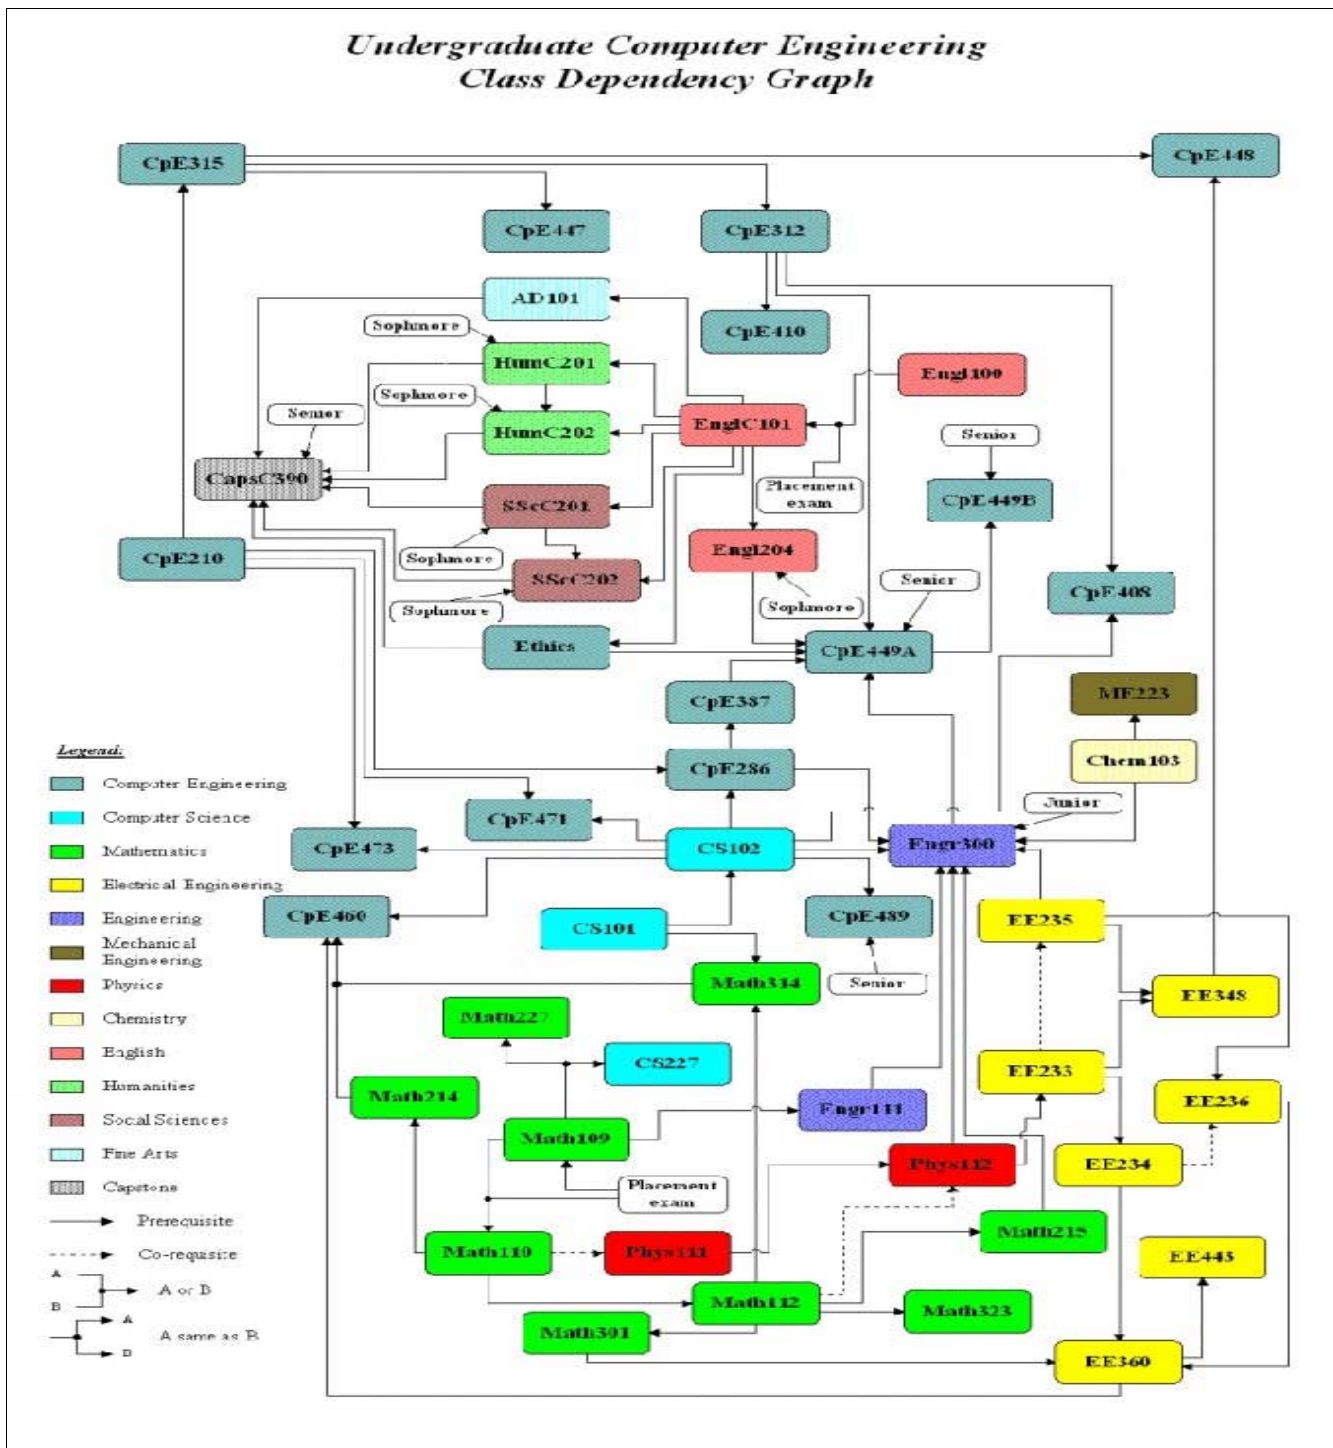 Undergraduate Computer Engineering
Class Dependency Graph
CpE315
CpE448
CpE447
CpE312
AD101
CpE410
Sophmore
HumC201
Engl100
Sophmore
Senior
HumC202
EnglC101
Senior
CapsC390
Placement
exam
CpE449B
SScC201
CpE210
Sophmore
Engl204
SScC202
Senior
CpE408
Sophmore
Sophmore
Ethics
CpE449A
CpE387
ME223
Legend:
Chem103
CpE286
Computer Engineering
Junior
Computer Science
CpE471
CpE473
CS102
Engr300
Mathematics
Electrical Engineering
CpE460
CpE489
EE235
Engineering
CS101
Mechanical
Engineering
Math314
Senior
EE348
Physics
Math227
Chemistry
CS227
EE233
English
Math214
Engr111
EE236
Humanities
Social Sciences
Math109
Fine Arts
Phys112
EE234
Capstone
Placement
exam
Prerequisite
Math215
Co-requisite
Math110
Phys111
EE443
A
A or B
B
Math112
Math323
A
A same as B
B
Math301
EE360